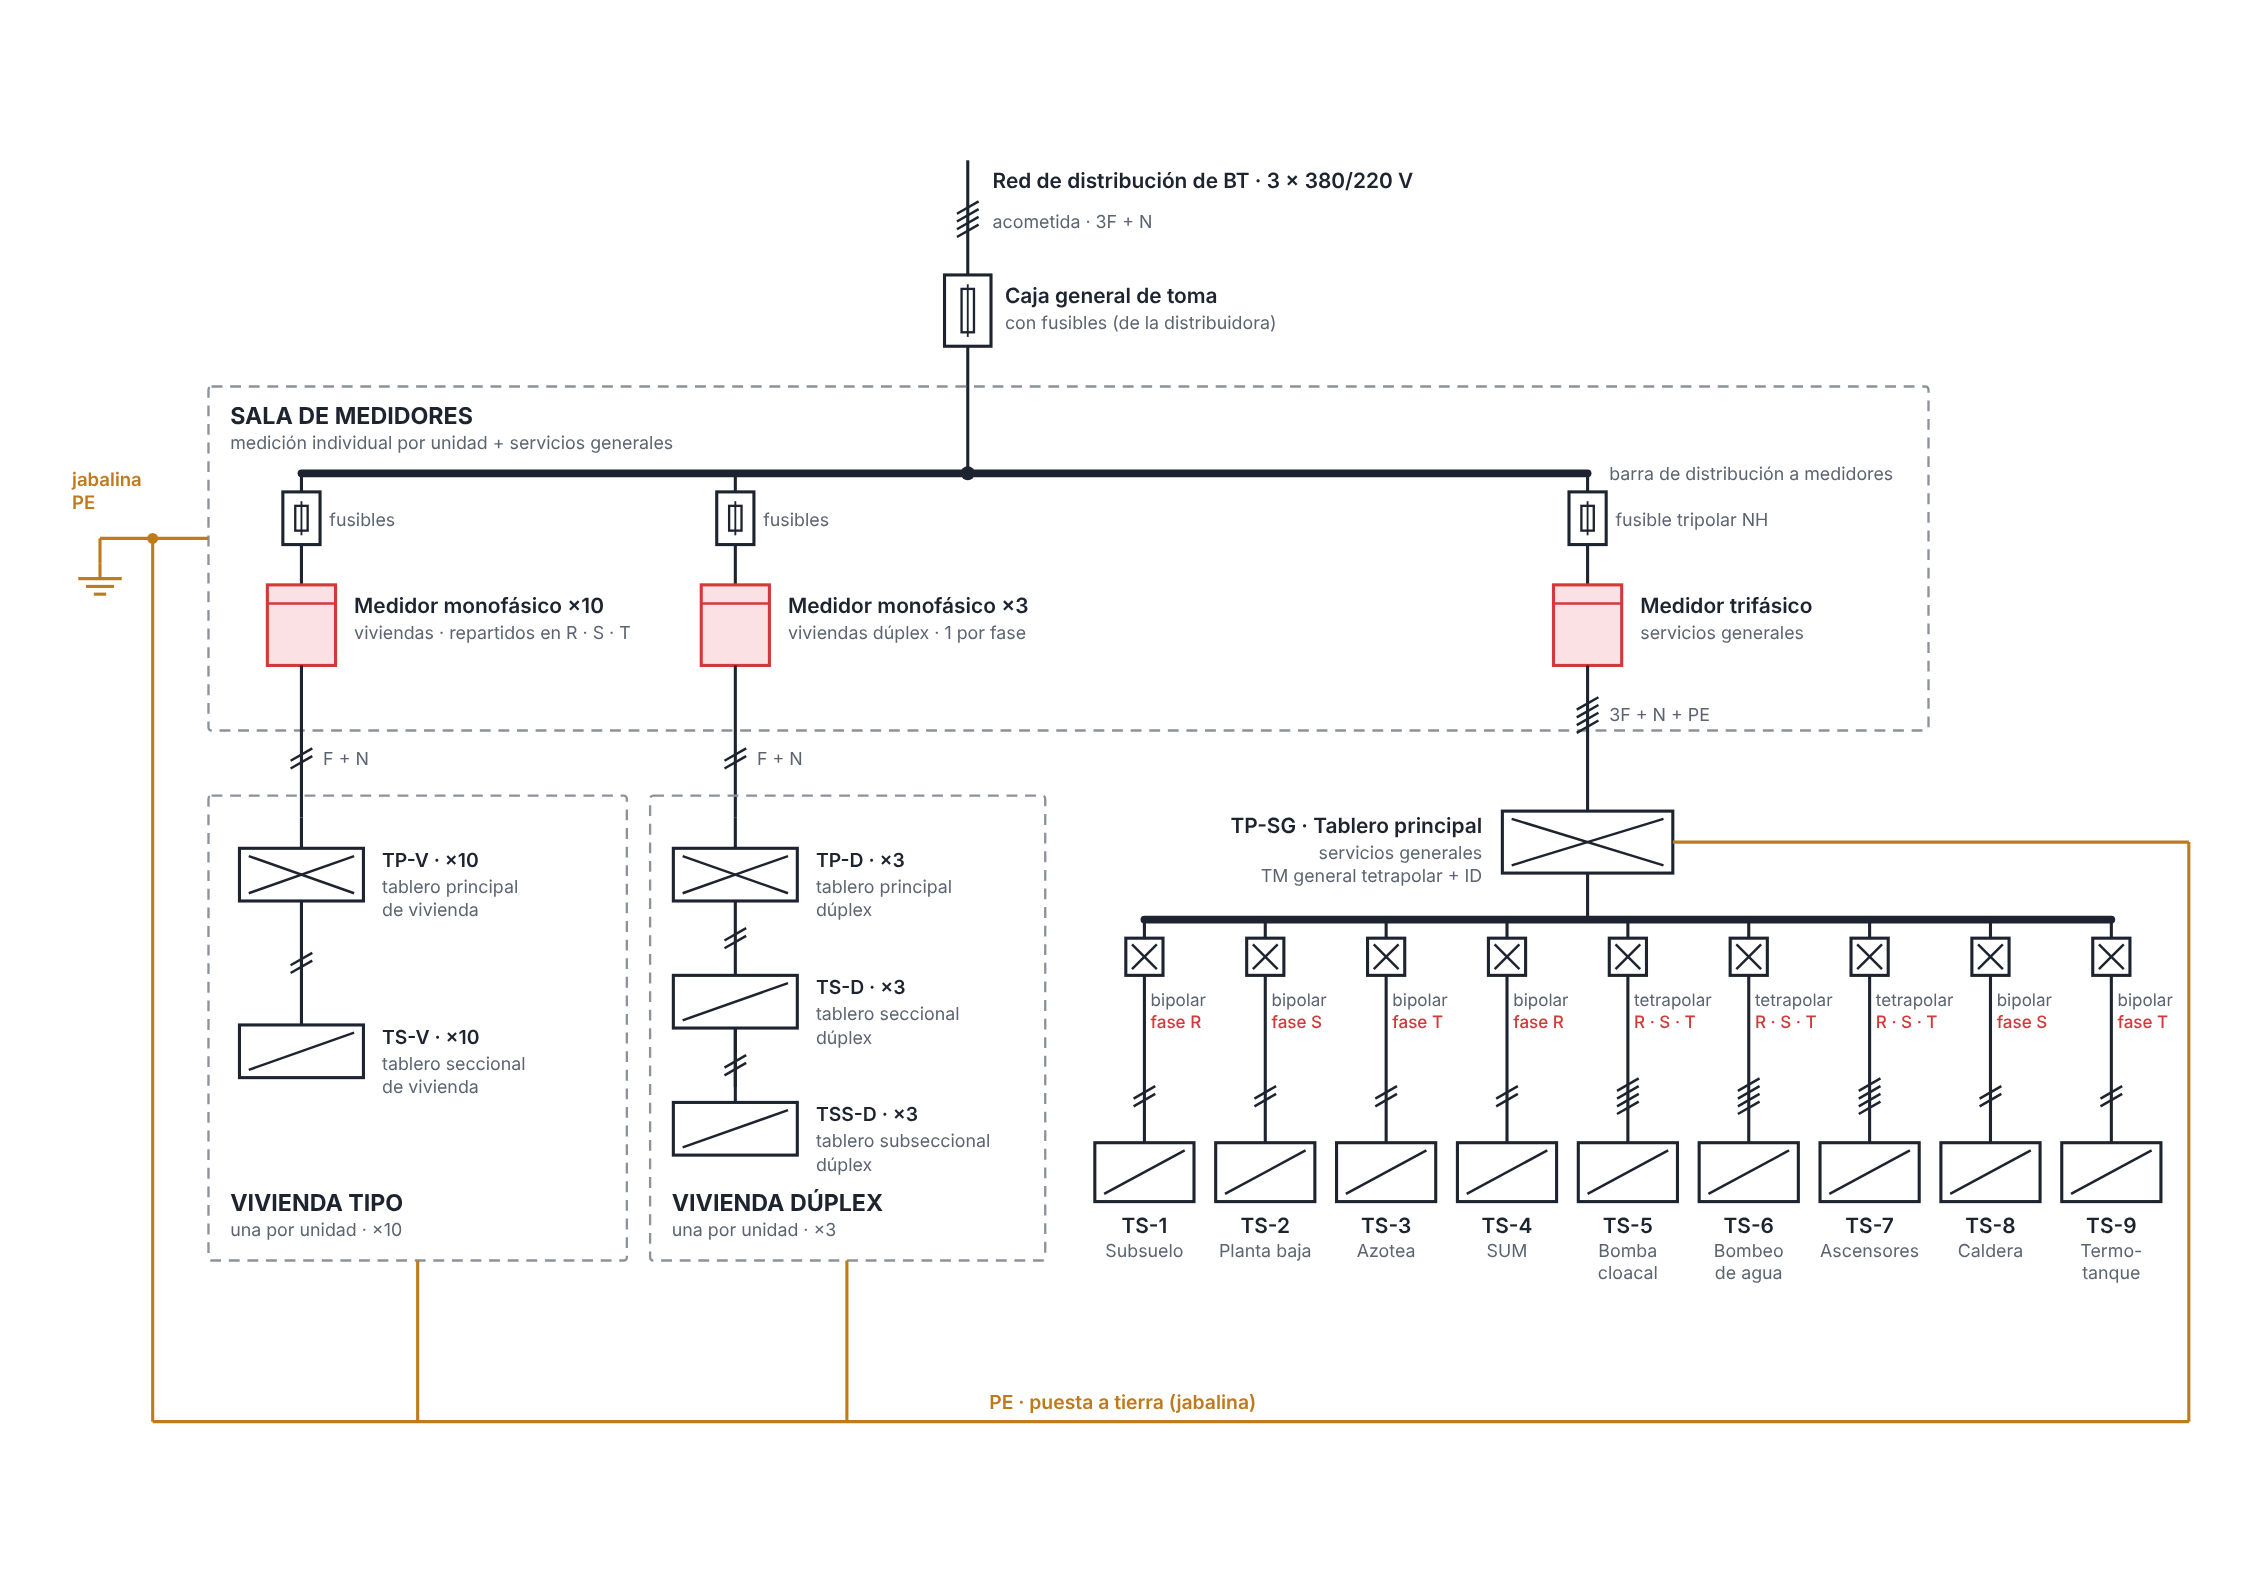 Red de distribución de BT · 3 × 380/220 V
acometida · 3F + N
Caja general de toma
con fusibles (de la distribuidora)
SALA DE MEDIDORES
medición individual por unidad + servicios generales
barra de distribución a medidores
jabalina
PE
fusibles
fusibles
fusible tripolar NH
Medidor monofásico ×10
viviendas · repartidos en R · S · T
Medidor monofásico ×3
viviendas dúplex · 1 por fase
Medidor trifásico
servicios generales
3F + N + PE
F + N
F + N
TP-V · ×10
tablero principal
de vivienda
TS-V · ×10
tablero seccional
de vivienda
VIVIENDA TIPO
una por unidad · ×10
TP-D · ×3
tablero principal
dúplex
TS-D · ×3
tablero seccional
dúplex
TSS-D · ×3
tablero subseccional
dúplex
VIVIENDA DÚPLEX
una por unidad · ×3
TP-SG · Tablero principal
servicios generales
TM general tetrapolar + ID
bipolar
fase R
bipolar
fase S
bipolar
fase T
bipolar
fase R
tetrapolar
R · S · T
tetrapolar
R · S · T
tetrapolar
R · S · T
bipolar
fase S
bipolar
fase T
TS-1
Subsuelo
TS-2
Planta baja
TS-3
Azotea
TS-4
SUM
TS-5
Bomba
cloacal
TS-6
Bombeo
de agua
TS-7
Ascensores
TS-8
Caldera
TS-9
Termo-
tanque
PE · puesta a tierra (jabalina)